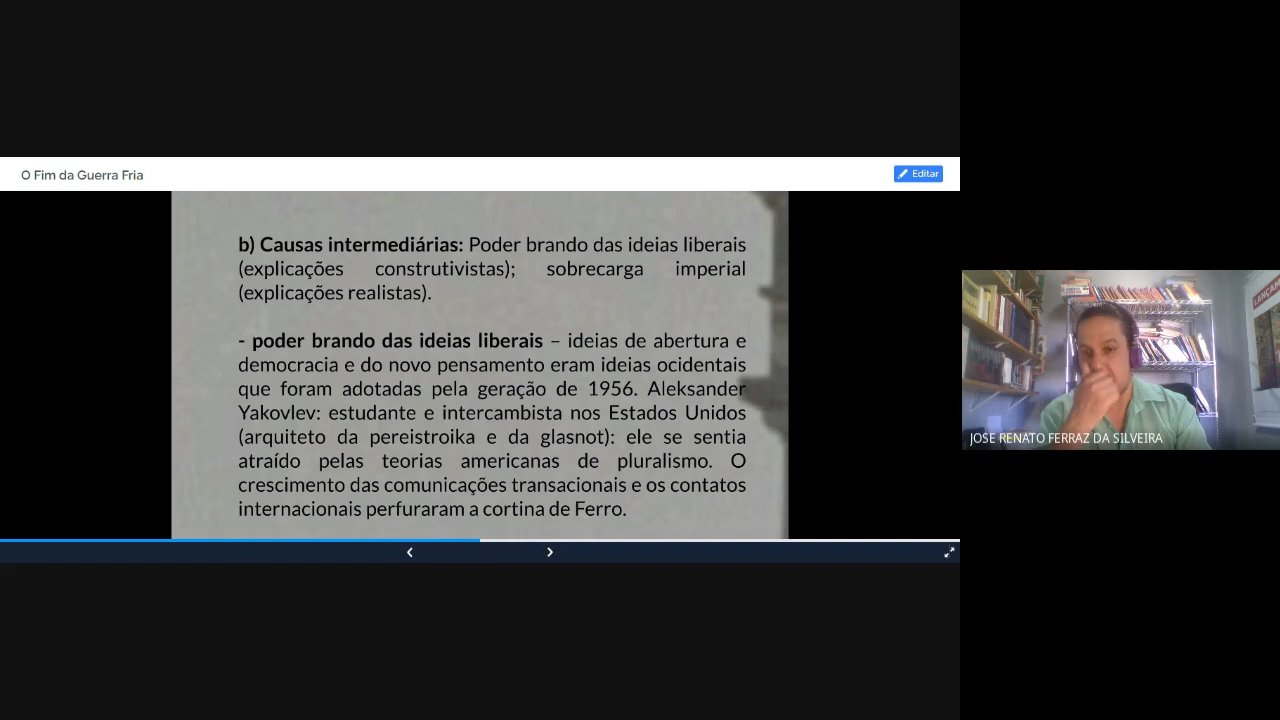 O Fim da Guerra Fria
Editar
b) Causas intermediárias: Poder brando das ideias liberais
(explicações construtivistas); sobrecarga imperial
(explicações realistas).
- poder brando das ideias liberais – ideias de abertura e
democracia e do novo pensamento eram ideias ocidentais
que foram adotadas pela geração de 1956. Aleksander
Yakovlev: estudante e intercambista nos Estados Unidos
(arquiteto da pereistroika e da glasnot): ele se sentia
atraído pelas teorias americanas de pluralismo. O
crescimento das comunicações transacionais e os contatos
internacionais perfuraram a cortina de Ferro.
LANÇAM
JOSE RENATO FERRAZ DA SILVEIRA